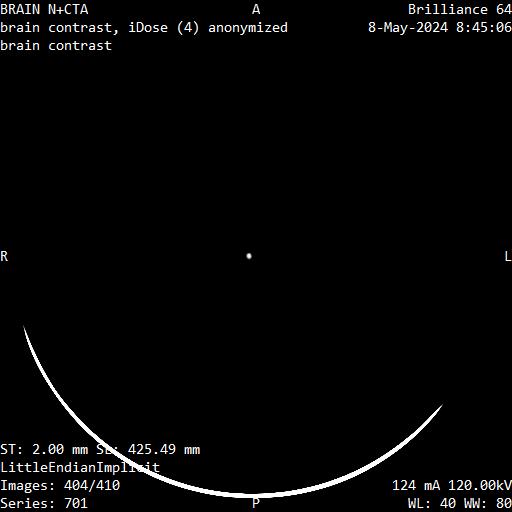 BRAIN N+CTA A Brilliance 64
brain contrast, iDose (4) anonymized 8-May-2024 8:45:06
brain contrast
R L
ST: 2.00 mm SL: 425.49 mm
LittleEndianImplicit
Images: 404/410 124 mA 120.00kV
Series: 701 P WL: 40 WW: 80